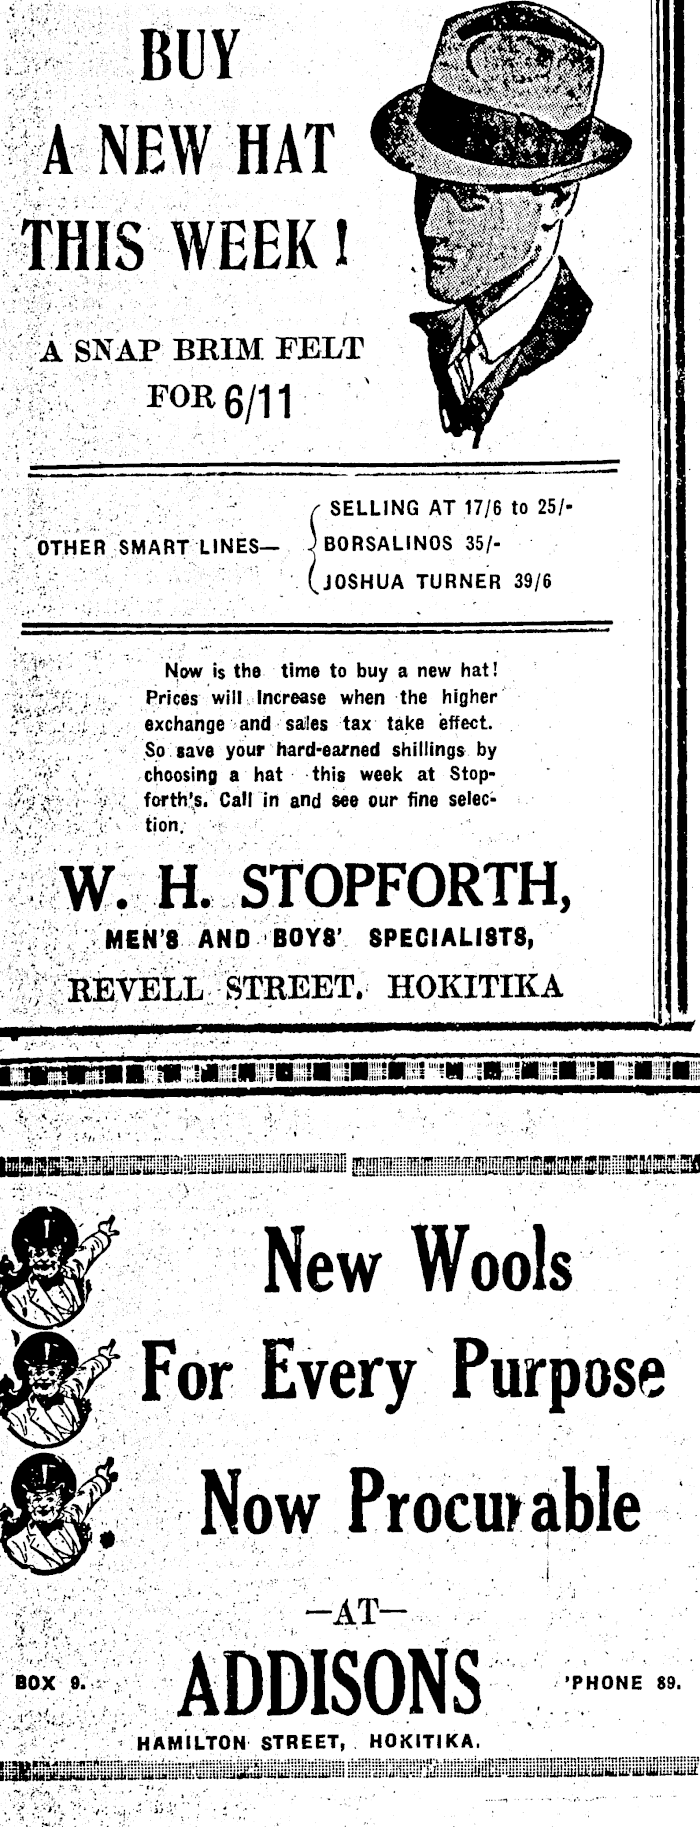 BUY
A NEW HAT
THIS WEEK!
A SNAP BRIM FELT
FOR 6/11
OTHER SMART LINES—
SELLING AT 17/6 to 25/-
BORSALINOS 35/-
JOSHUA TURNER 39/6
Now is the time to buy a new hat!
Prices will Increase when the higher
exchange and sales tax take effect.
So save your hard-earned shillings by
choosing a hat this week at Stop-
forth's. Call in and see our fine selec-
tion.
W. H. STOPFORTH,
MEN'S AND BOYS' SPECIALISTS,
REVELL STREET. HOKITIKA
New Wools
For Every Purpose
Now Procurable
—AT—
ADDISONS
BOX 9.
'PHONE 89.
HAMILTON STREET, HOKITIKA.